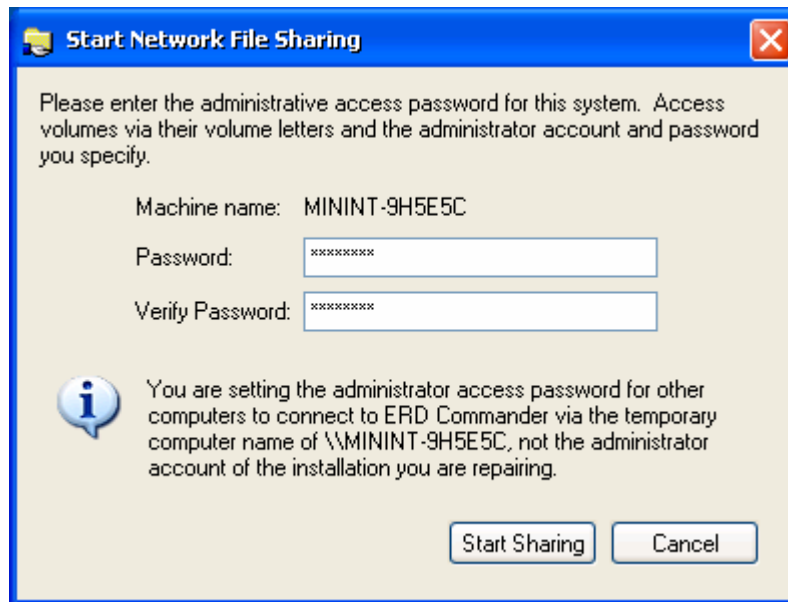 Start Network File Sharing
Please enter the administrative access password for this system. Access
volumes via their volume letters and the administrator account and password
you specify.
Machine name: MININT-9H5E5C
Password: ********
Verify Password: ********
You are setting the administrator access password for other
computers to connect to ERD Commander via the temporary
computer name of \\MININT-9H5E5C, not the administrator
account of the installation you are repairing.
Start Sharing Cancel